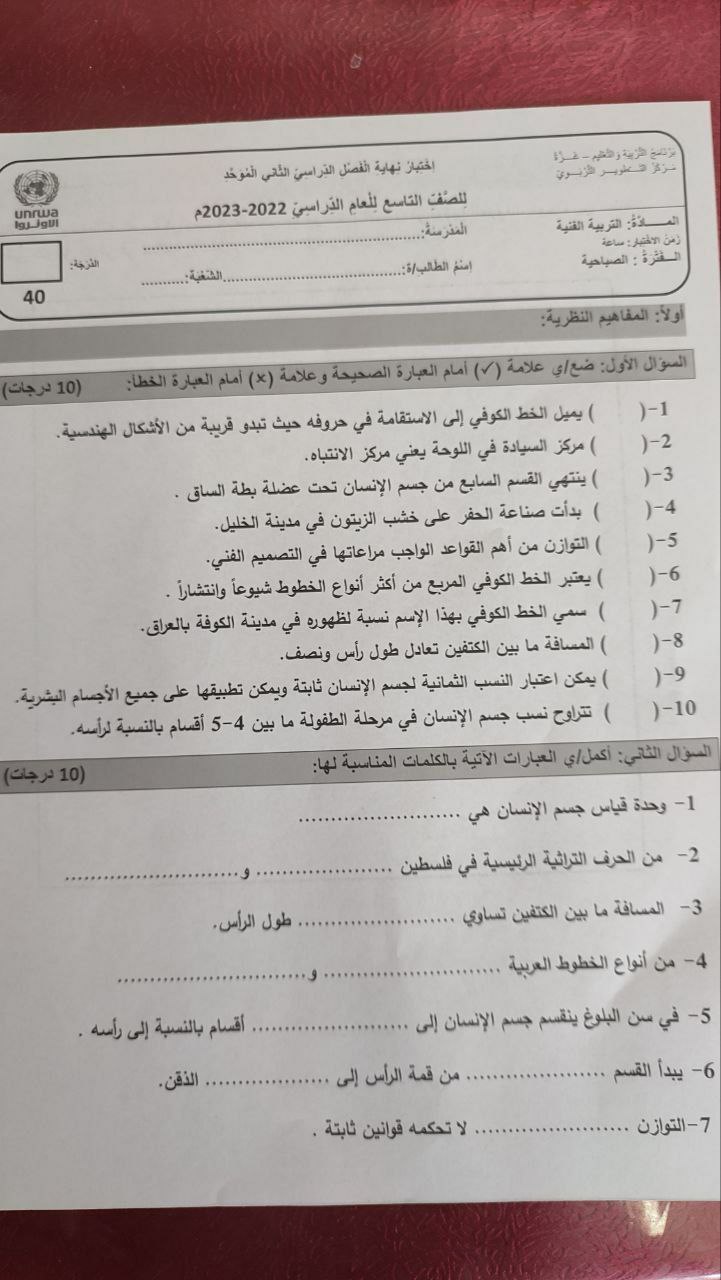 برنامج التربية والتعليم – غزة
مركز التطوير التربوي
إختبار نهاية الفصل الدراسي الثاني الموحد
للصف التاسع للعام الدراسي 2022-2023م
unrwa
الأونروا
المادة: التربية الفنية
زمن الاختبار: ساعة
الفترة : الصباحية
المدرسة:................................................
إسم الطالب/ة:..............................الشعبة:...........
الدرجة:
40
أولاً: المفاهيم النظرية:
السؤال الأول: ضع/ي علامة (✓) أمام العبارة الصحيحة وعلامة (×) أمام العبارة الخطأ: (10 درجات)
1-( ) يميل الخط الكوفي إلى الاستقامة في حروفه حيث تبدو قريبة من الأشكال الهندسية.
2-( ) مركز السيادة في اللوحة يعني مركز الانتباه.
3-( ) ينتهي القسم السابع من جسم الإنسان تحت عضلة بطة الساق .
4-( ) بدأت صناعة الحفر على خشب الزيتون في مدينة الخليل.
5-( ) التوازن من أهم القواعد الواجب مراعاتها في التصميم الفني.
6-( ) يعتبر الخط الكوفي المربع من أكثر أنواع الخطوط شيوعاً وانتشاراً .
7-( ) سمي الخط الكوفي بهذا الإسم نسبة لظهوره في مدينة الكوفة بالعراق.
8-( ) المسافة ما بين الكتفين تعادل طول رأس ونصف.
9-( ) يمكن اعتبار النسب الثمانية لجسم الإنسان ثابتة ويمكن تطبيقها على جميع الأجسام البشرية.
10-( ) تتراوح نسب جسم الإنسان في مرحلة الطفولة ما بين 4-5 أقسام بالنسبة لرأسه.
السؤال الثاني: أكمل/ي العبارات الآتية بالكلمات المناسبة لها: (10 درجات)
1- وحدة قياس جسم الإنسان هي ..........................
2- من الحرف التراثية الرئيسية في فلسطين ...................... و............................
3- المسافة ما بين الكتفين تساوي ......................... طول الرأس.
4- من أنواع الخطوط العربية ............................ و..............................
5- في سن البلوغ ينقسم جسم الإنسان إلى ......................... أقسام بالنسبة إلى رأسه .
6- يبدأ القسم ...................... من قمة الرأس إلى .................... الذقن.
7-التوازن ......................... لا تحكمه قوانين ثابتة .